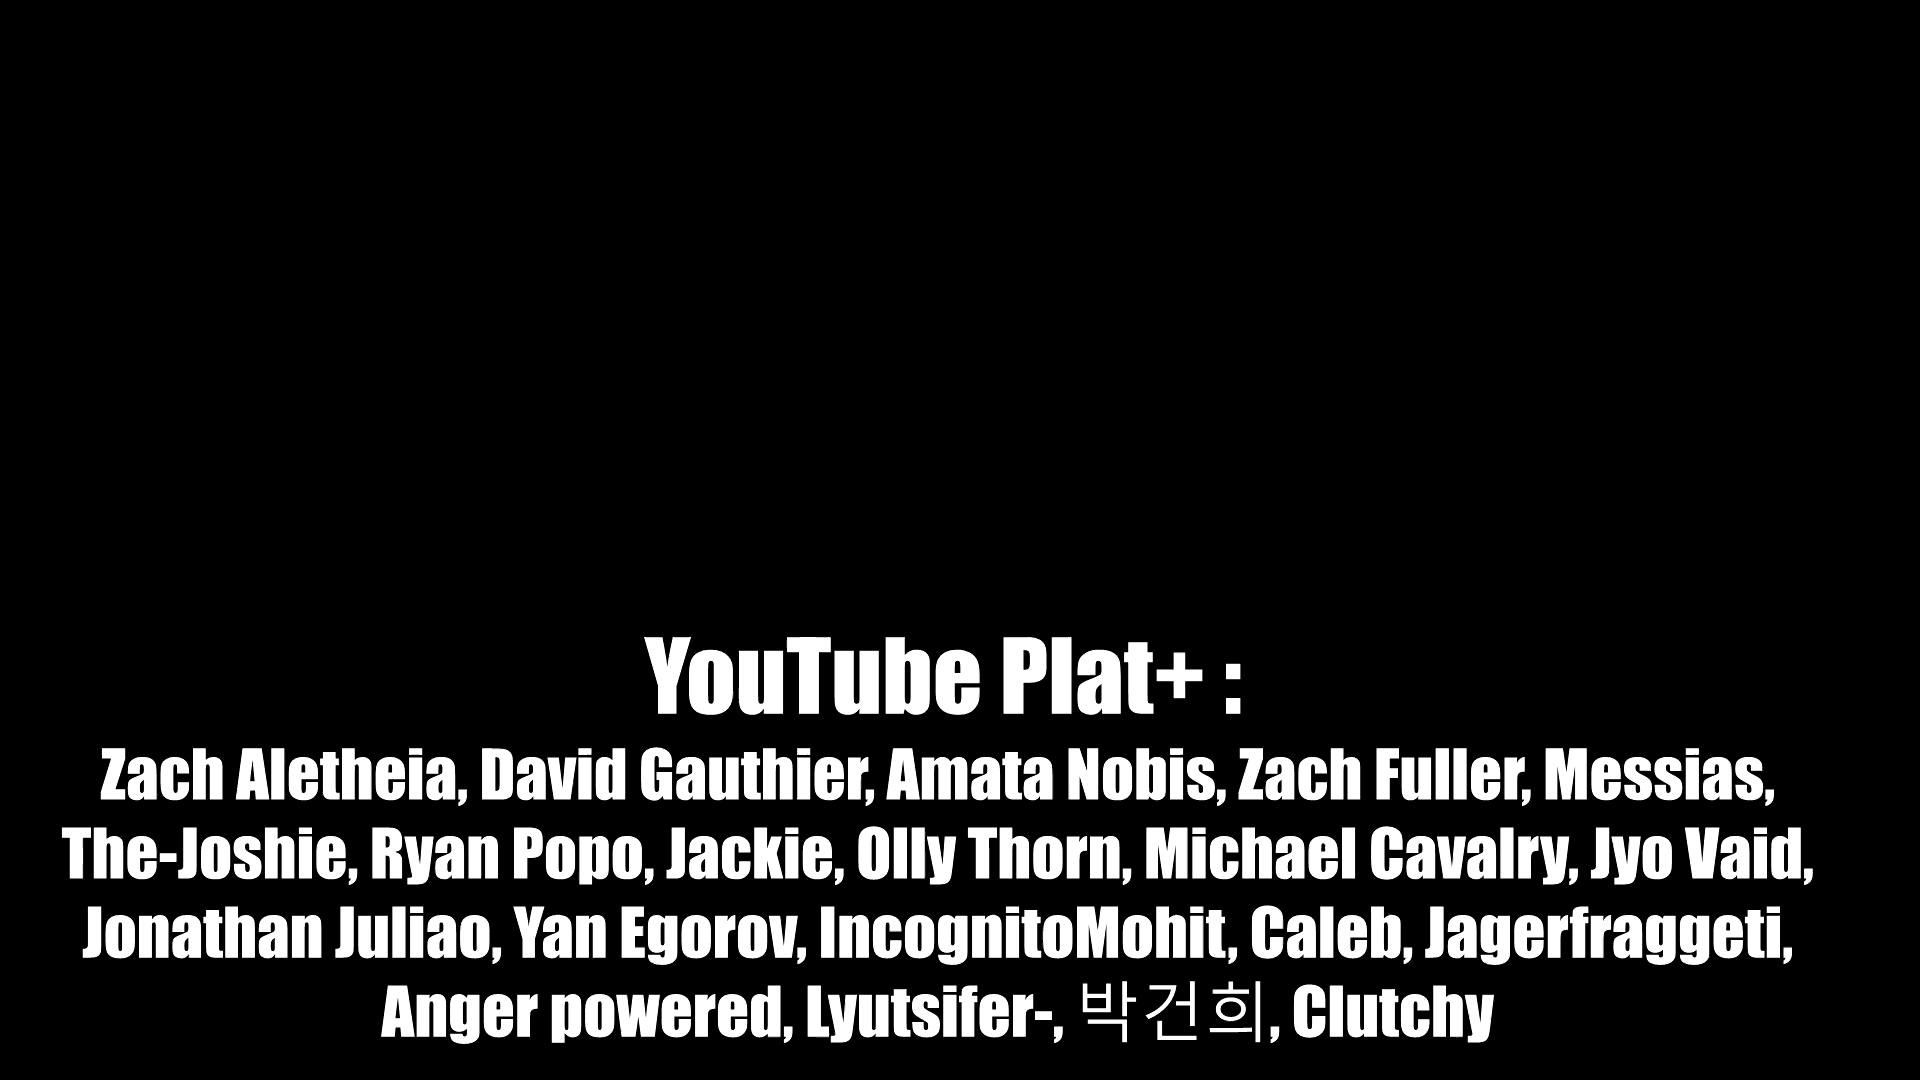 YouTube Plat+ :
Zach Aletheia, David Gauthier, Amata Nobis, Zach Fuller, Messias,
The-Joshie, Ryan Popo, Jackie, Olly Thorn, Michael Cavalry, Jyo Vaid,
Jonathan Juliao, Yan Egorov, IncognitoMohit, Caleb, Jagerfraggeti,
Anger powered, Lyutsifer-, 박건희, Clutchy